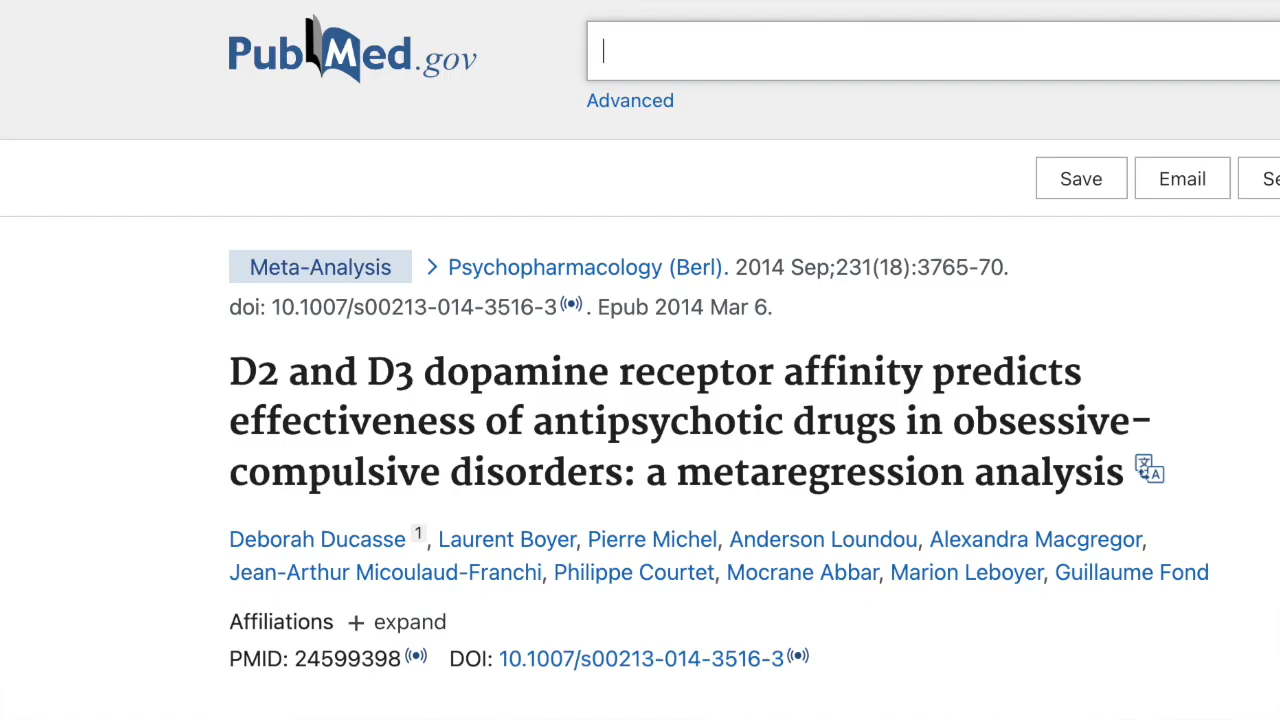 PubMed.gov
Advanced
Save Email Se
Meta-Analysis > Psychopharmacology (Berl). 2014 Sep;231(18):3765-70.
doi: 10.1007/s00213-014-3516-3. Epub 2014 Mar 6.
D2 and D3 dopamine receptor affinity predicts
effectiveness of antipsychotic drugs in obsessive-
compulsive disorders: a metaregression analysis
Deborah Ducasse 1, Laurent Boyer, Pierre Michel, Anderson Loundou, Alexandra Macgregor,
Jean-Arthur Micoulaud-Franchi, Philippe Courtet, Mocrane Abbar, Marion Leboyer, Guillaume Fond
Affiliations + expand
PMID: 24599398 DOI: 10.1007/s00213-014-3516-3